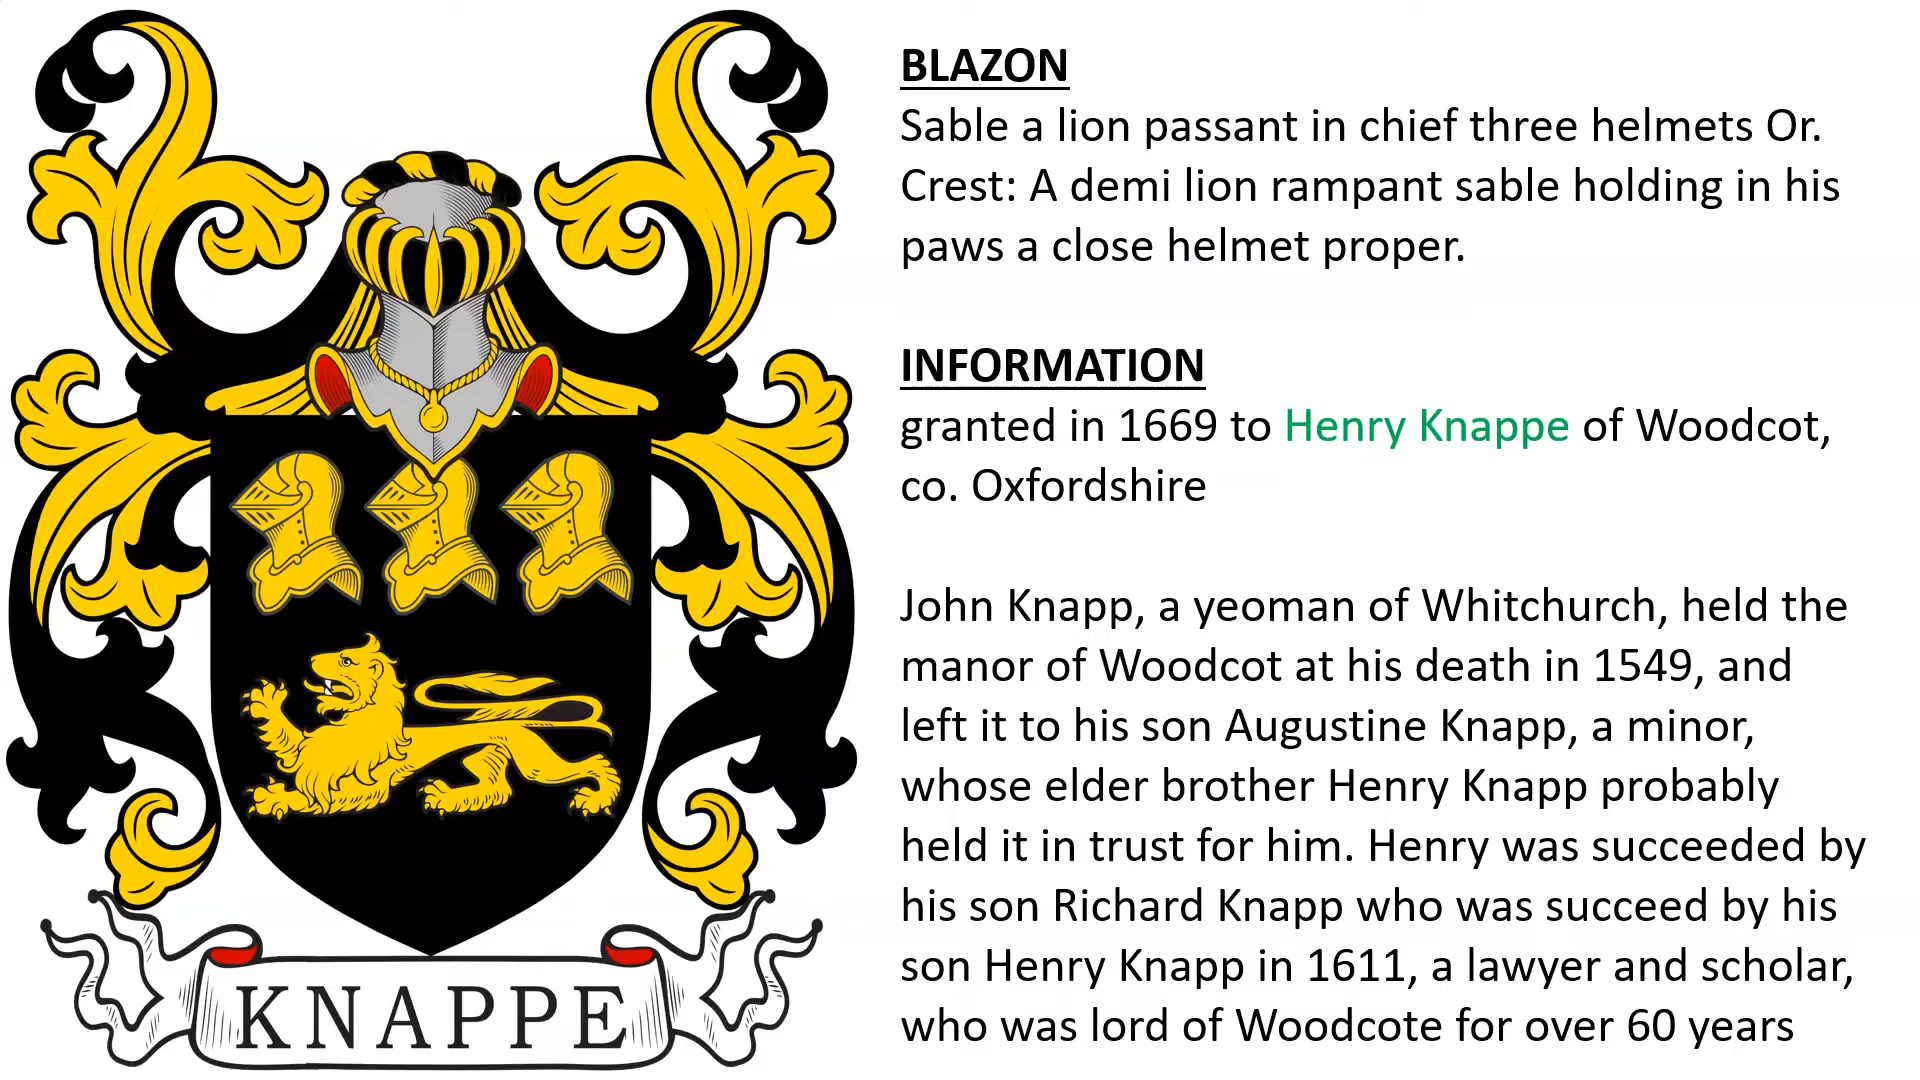 BLAZON
Sable a lion passant in chief three helmets Or.
Crest: A demi lion rampant sable holding in his
paws a close helmet proper.
INFORMATION
granted in 1669 to Henry Knappe of Woodcot,
co. Oxfordshire
John Knapp, a yeoman of Whitchurch, held the
manor of Woodcot at his death in 1549, and
left it to his son Augustine Knapp, a minor,
whose elder brother Henry Knapp probably
held it in trust for him. Henry was succeeded by
his son Richard Knapp who was succeed by his
son Henry Knapp in 1611, a lawyer and scholar,
who was lord of Woodcote for over 60 years
KNAPPE